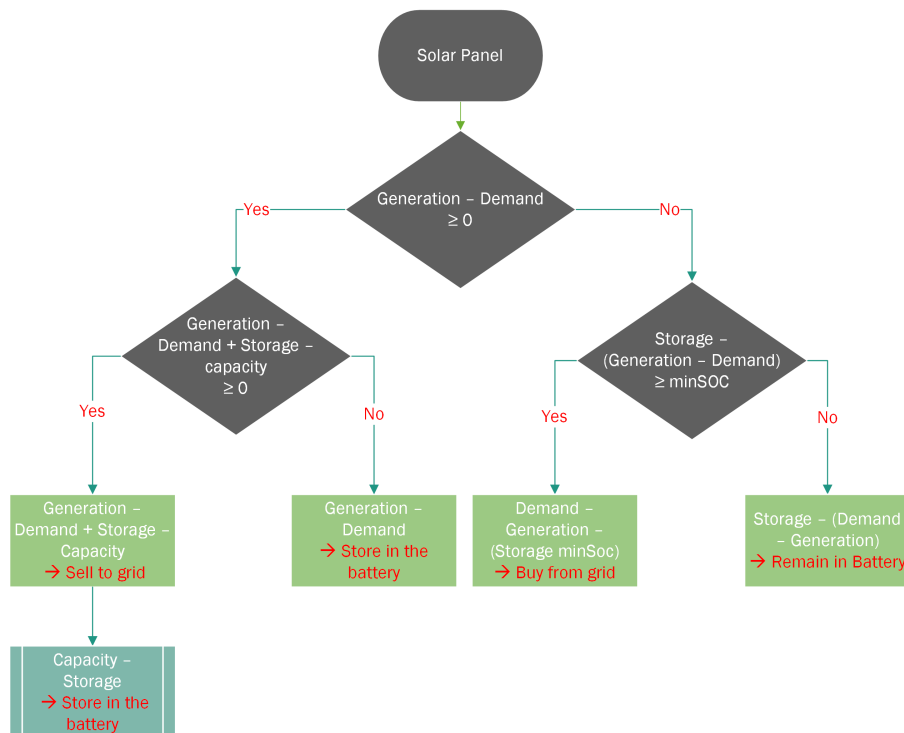 Solar Panel
Generation – Demand
≥ 0
Yes
No
Generation –
Demand + Storage –
capacity
≥ 0
Storage –
(Generation – Demand)
≥ minSOC
Yes
No
Yes
No
Generation –
Demand + Storage –
Capacity
→ Sell to grid
Generation –
Demand
→ Store in the
battery
Demand –
Generation –
(Storage minSoc)
→ Buy from grid
Storage – (Demand
– Generation)
→ Remain in Battery
Capacity –
Storage
→ Store in the
battery